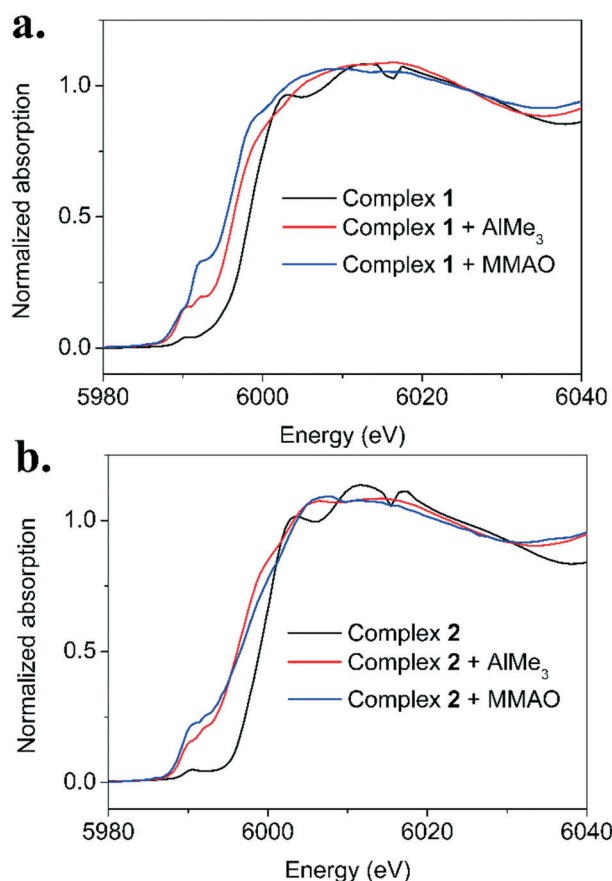 a.
Normalized absorption
1.0
0.5
0.0
Complex 1
Complex 1 + AlMe₃
Complex 1 + MMAO
5980 6000 6020 6040
Energy (eV)
b.
Normalized absorption
1.0
0.5
0.0
Complex 2
Complex 2 + AlMe₃
Complex 2 + MMAO
5980 6000 6020 6040
Energy (eV)